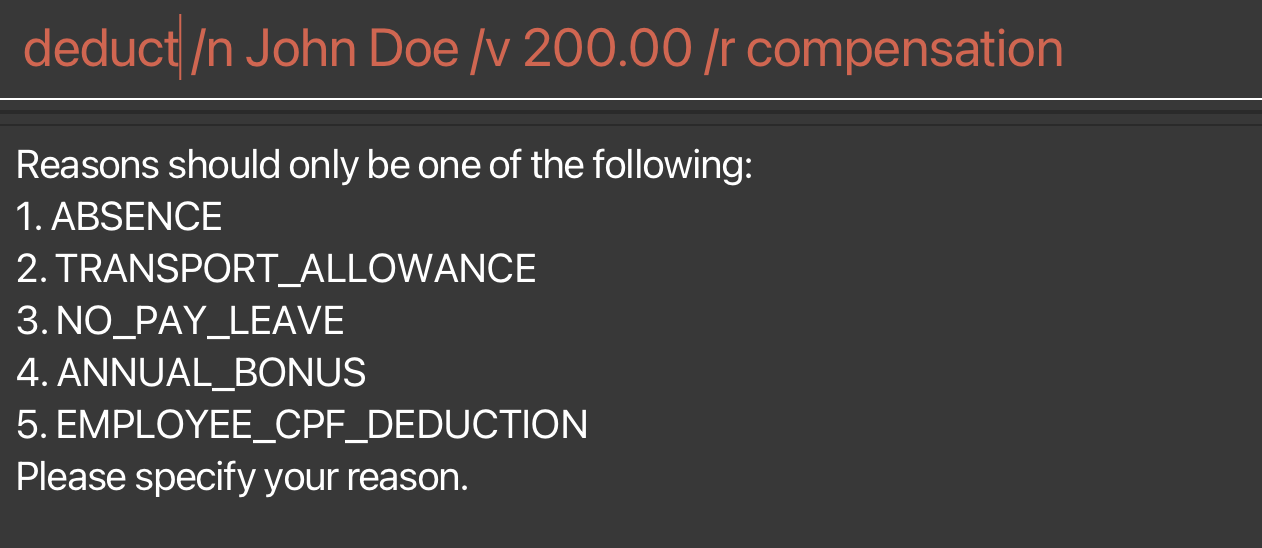 deduct /n John Doe /v 200.00 /r compensation
Reasons should only be one of the following:
1. ABSENCE
2. TRANSPORT_ALLOWANCE
3. NO_PAY_LEAVE
4. ANNUAL_BONUS
5. EMPLOYEE_CPF_DEDUCTION
Please specify your reason.